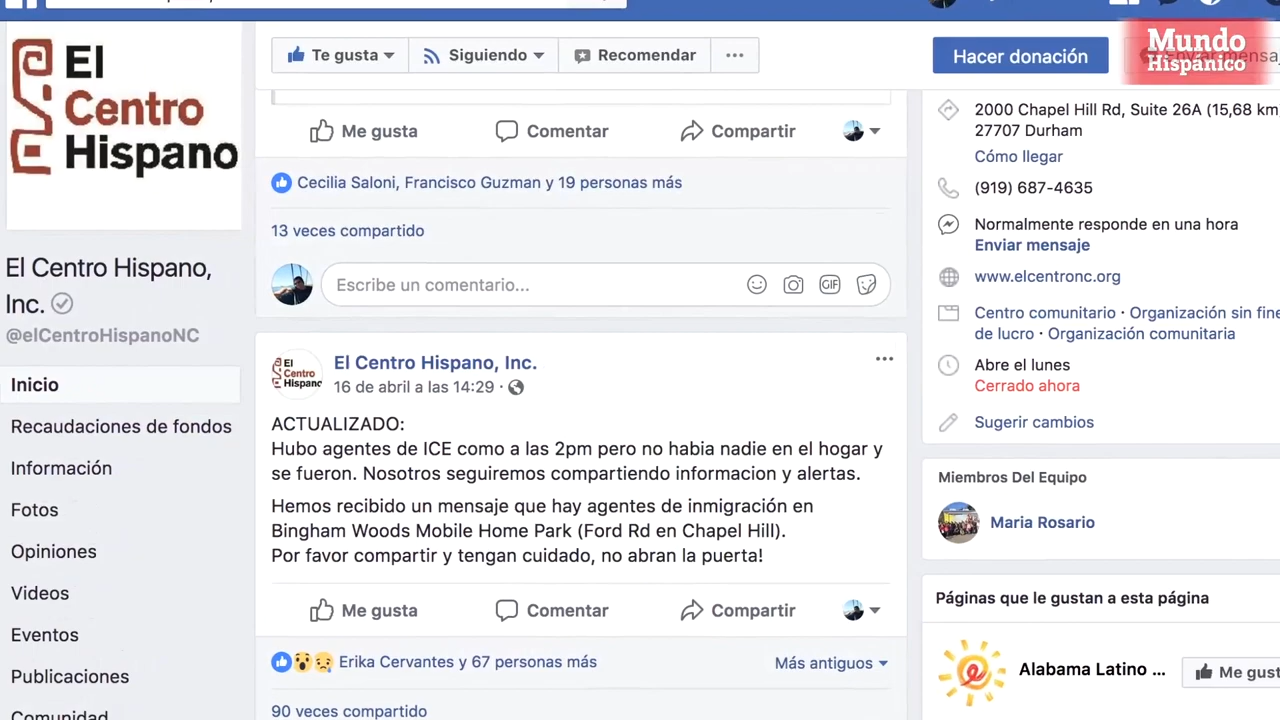 Te gusta
Siguiendo
Recomendar
Hacer donación
Mundo
Hispánico
El
Centro
Hispano
El Centro Hispano,
Inc.
@elCentroHispanoNC
Inicio
Recaudaciones de fondos
Información
Fotos
Opiniones
Videos
Eventos
Publicaciones
Comunidad
Me gusta
Comentar
Compartir
Cecilia Saloni, Francisco Guzman y 19 personas más
13 veces compartido
Escribe un comentario...
GIF
El
Centro
Hispano
El Centro Hispano, Inc.
16 de abril a las 14:29 ·
ACTUALIZADO:
Hubo agentes de ICE como a las 2pm pero no habia nadie en el hogar y
se fueron. Nosotros seguiremos compartiendo informacion y alertas.
Hemos recibido un mensaje que hay agentes de inmigración en
Bingham Woods Mobile Home Park (Ford Rd en Chapel Hill).
Por favor compartir y tengan cuidado, no abran la puerta!
Me gusta
Comentar
Compartir
Erika Cervantes y 67 personas más
Más antiguos
90 veces compartido
2000 Chapel Hill Rd, Suite 26A (15,68 km)
27707 Durham
Cómo llegar
(919) 687-4635
Normalmente responde en una hora
Enviar mensaje
www.elcentronc.org
Centro comunitario · Organización sin fine
de lucro · Organización comunitaria
Abre el lunes
Cerrado ahora
Sugerir cambios
Miembros Del Equipo
Maria Rosario
Páginas que le gustan a esta página
Alabama Latino ...
Me gust